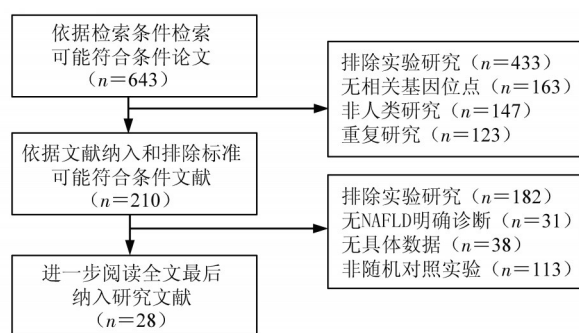 依据检索条件检索
可能符合条件论文
（n=643）
排除实验研究（n=433）
无相关基因位点（n=163）
非人类研究（n=147）
重复研究（n=123）
依据文献纳入和排除标准
可能符合条件文献
（n=210）
排除实验研究（n=182）
无NAFLD明确诊断（n=31）
无具体数据（n=38）
非随机对照实验（n=113）
进一步阅读全文最后
纳入研究文献
（n=28）